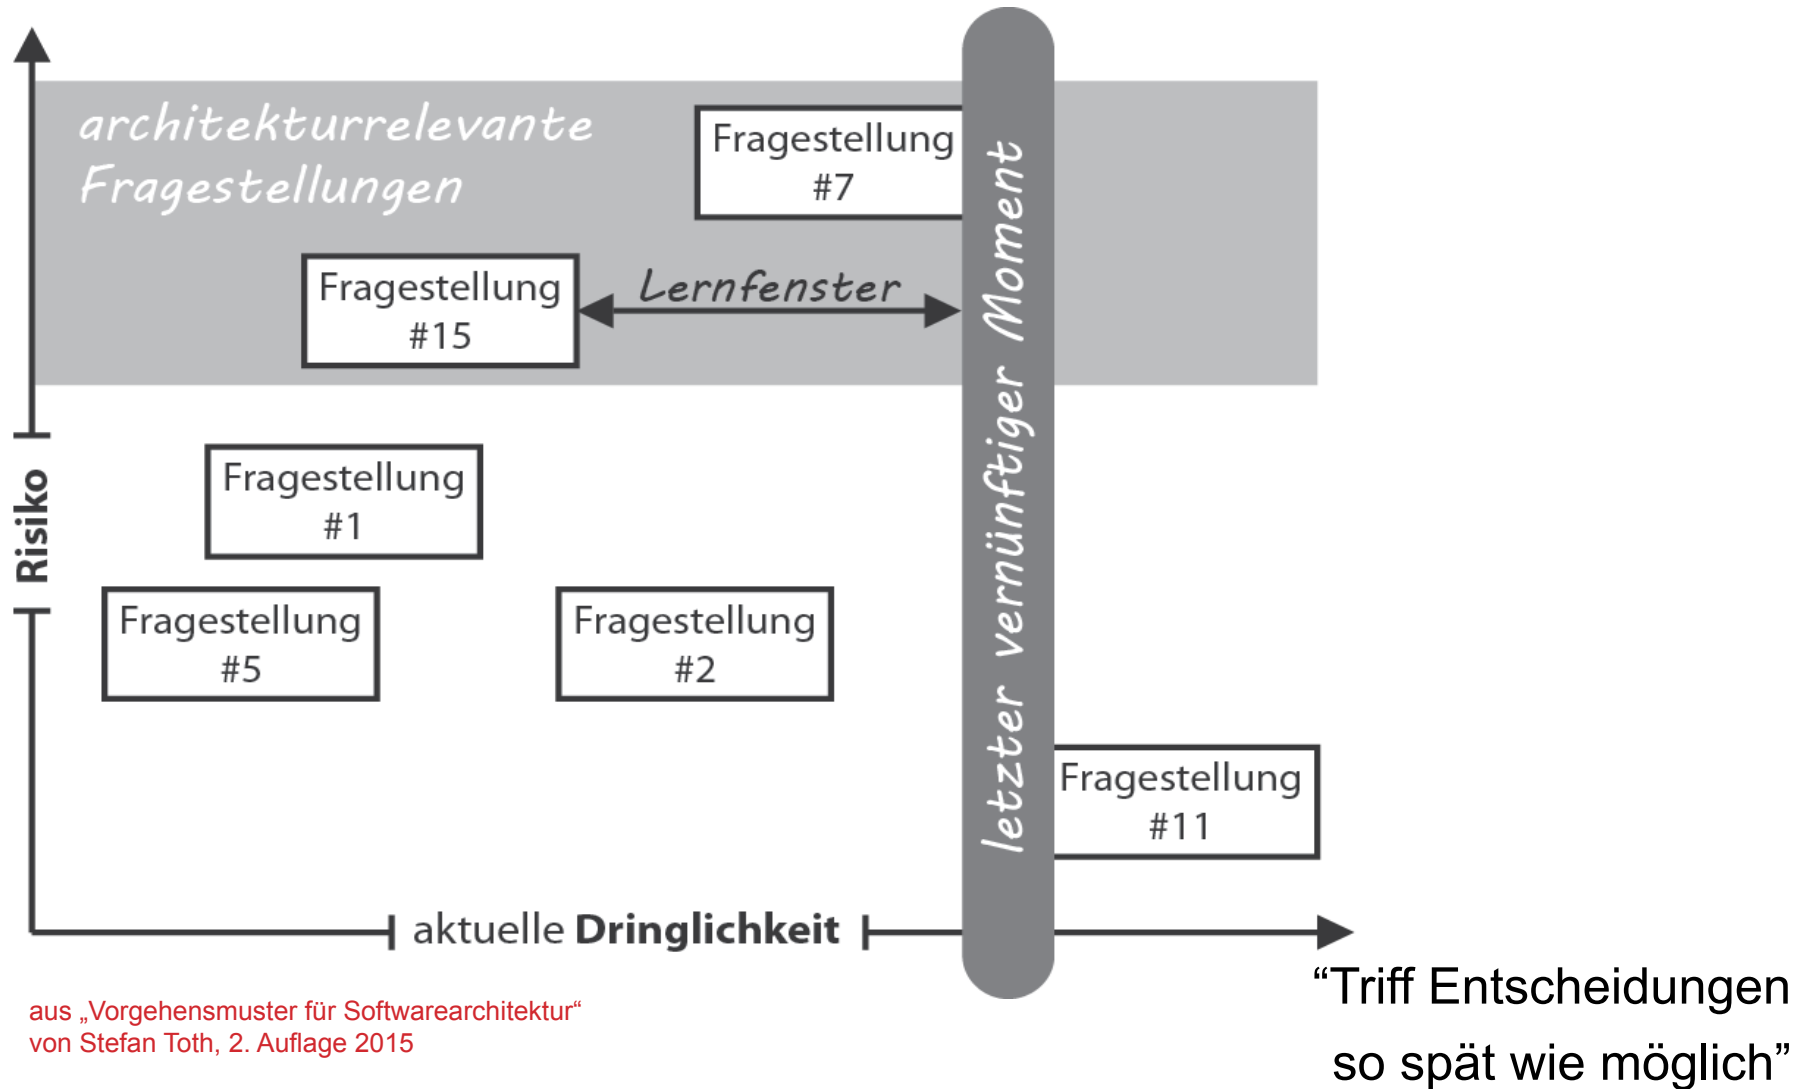 architekturrelevante
Fragestellungen
Fragestellung
#7
Fragestellung
#15
Lernfenster
letzter vernünftiger Moment
Risiko
Fragestellung
#1
Fragestellung
#5
Fragestellung
#2
Fragestellung
#11
aktuelle Dringlichkeit
aus „Vorgehensmuster für Softwarearchitektur“
von Stefan Toth, 2. Auflage 2015
“Triff Entscheidungen
so spät wie möglich”